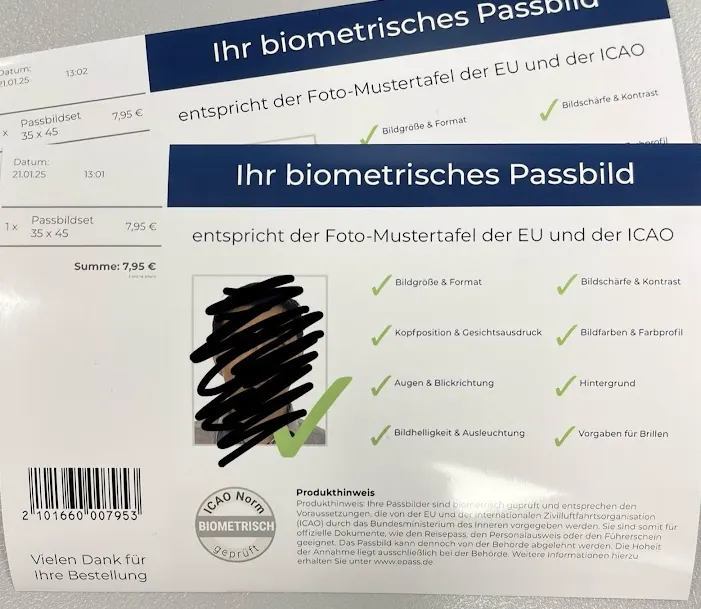 Datum:
21.01.25 13:02
x Passbildset 7,95 €
35 x 45
Ihr biometrisches Passbild
entspricht der Foto-Mustertafel der EU und der ICAO
Bildgröße & Format
Bildschärfe & Kontrast
Datum:
21.01.25 13:01
1 x Passbildset 7,95 €
35 x 45
Summe: 7,95 €
Ihr biometrisches Passbild
entspricht der Foto-Mustertafel der EU und der ICAO
Bildgröße & Format
Bildschärfe & Kontrast
Kopfposition & Gesichtsausdruck
Bildfarben & Farbprofil
Augen & Blickrichtung
Hintergrund
Bildhelligkeit & Ausleuchtung
Vorgaben für Brillen
2 101660 007953
Vielen Dank für
Ihre Bestellung
ICAO Norm
BIOMETRISCH
geprüft
Produkthinweis
Produkthinweis: Ihre Passbilder sind biometrisch geprüft und entsprechen den
Voraussetzungen, die von der EU und der Internationalen Zivilluftfahrtsorganisation
(ICAO) durch das Bundesministerium des Inneren vorgegeben werden. Sie sind somit für
offizielle Dokumente, wie den Reisepass, den Personalausweis oder den Führerschein
geeignet. Das Passbild kann dennoch von der Behörde abgelehnt werden. Die Hoheit
der Annahme liegt ausschließlich bei der Behörde. Weitere Informationen hierzu
erhalten Sie unter www.epass.de